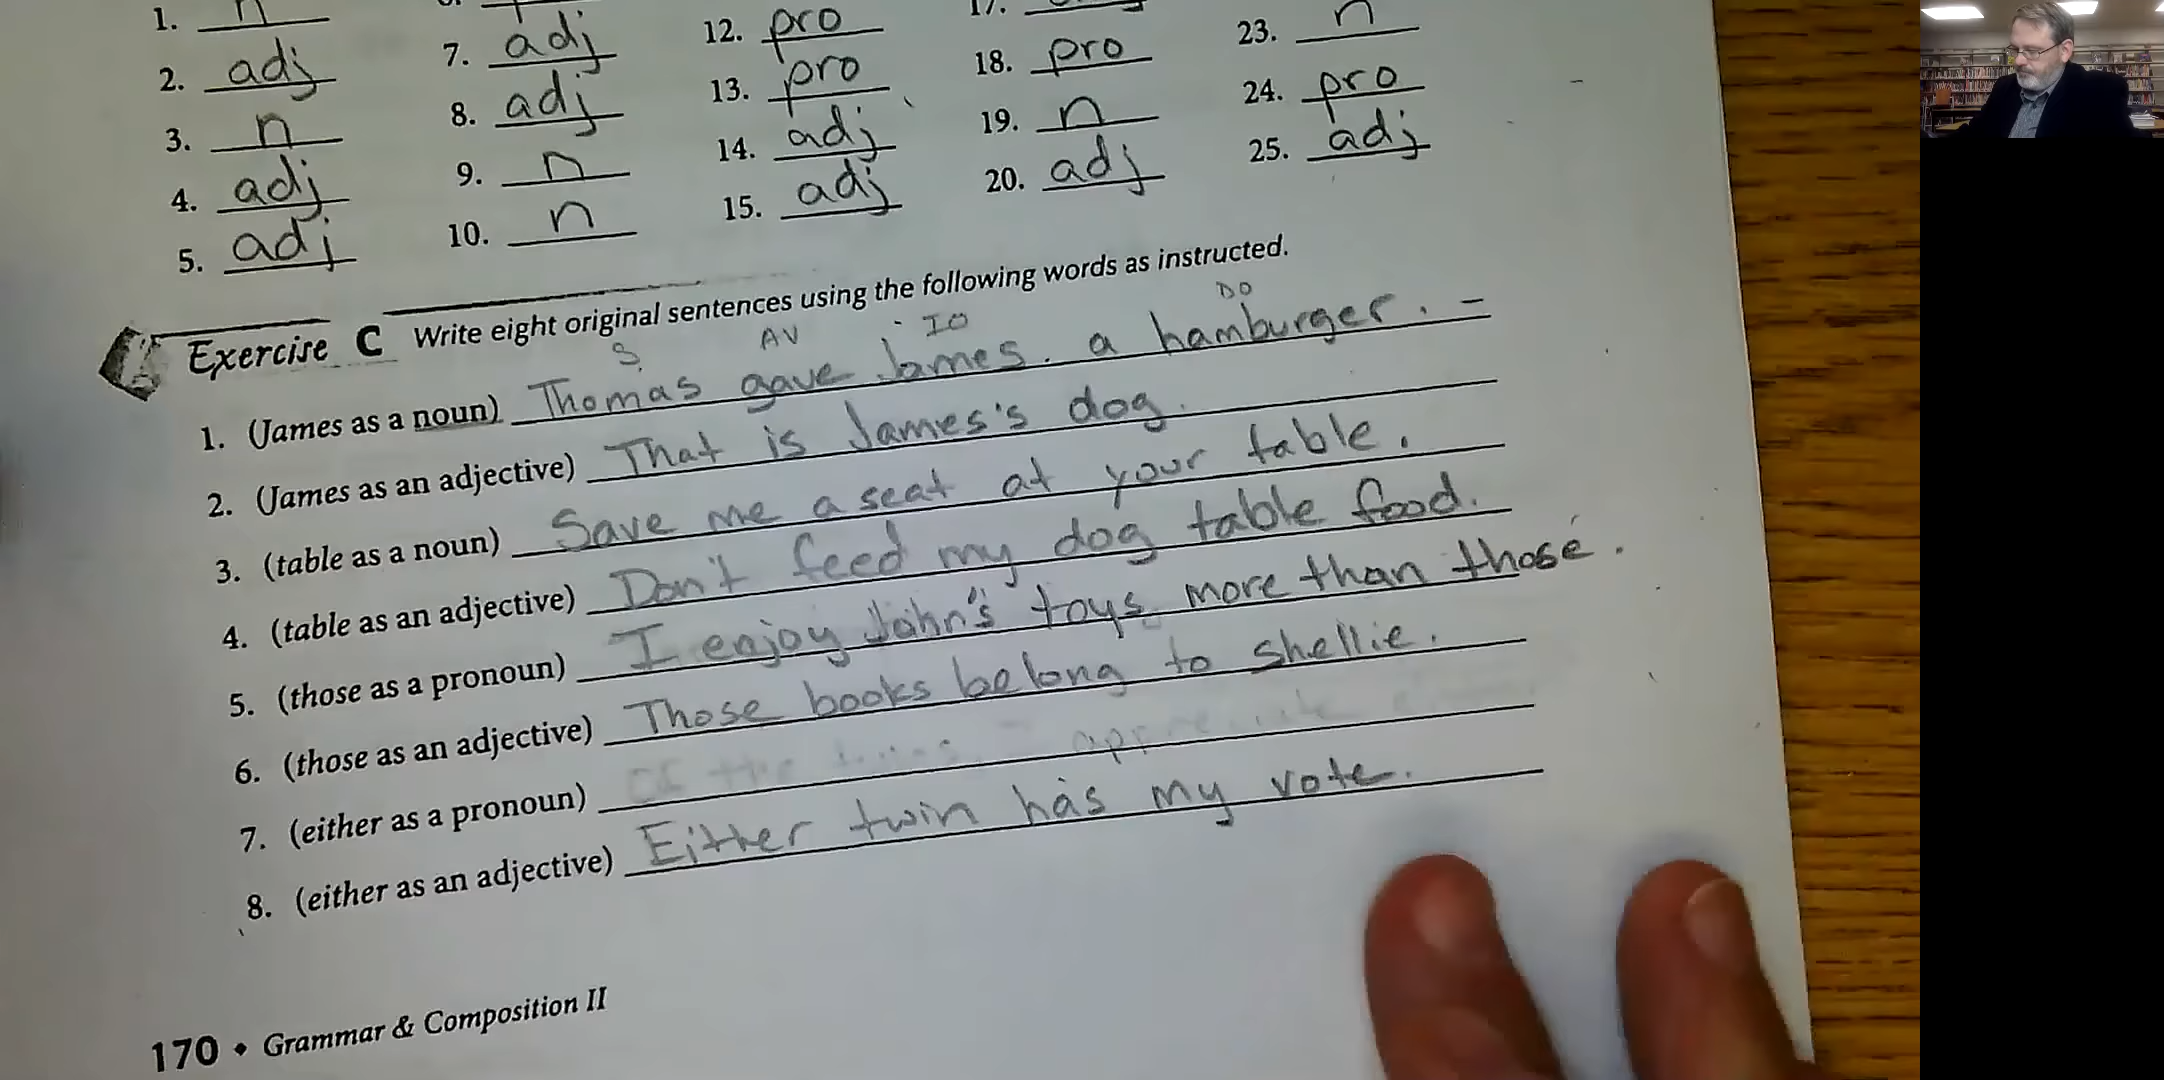 1. n
7. adj
12. pro
17.
23. n
2. adj
8. adj
13. pro
18. pro
24. pro
3. n
9. n
14. adj
19. n
25. adj
4. adj
10. n
15. adj
20. adj
5. adj
Exercise C Write eight original sentences using the following words as instructed.
S AV IO DO
1. (James as a noun) Thomas gave James a hamburger.
2. (James as an adjective) That is James's dog.
3. (table as a noun) Save me a seat at your table.
4. (table as an adjective) Don't feed my dog table food.
5. (those as a pronoun) I enjoy John's toys more than those.
6. (those as an adjective) Those books belong to shellie.
7. (either as a pronoun) Of the
8. (either as an adjective) Either twin has my vote.
170 • Grammar & Composition II